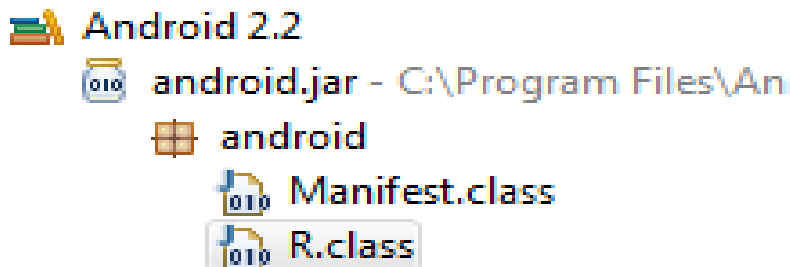 Android 2.2
android.jar - C:\Program Files\An
android
Manifest.class
R.class